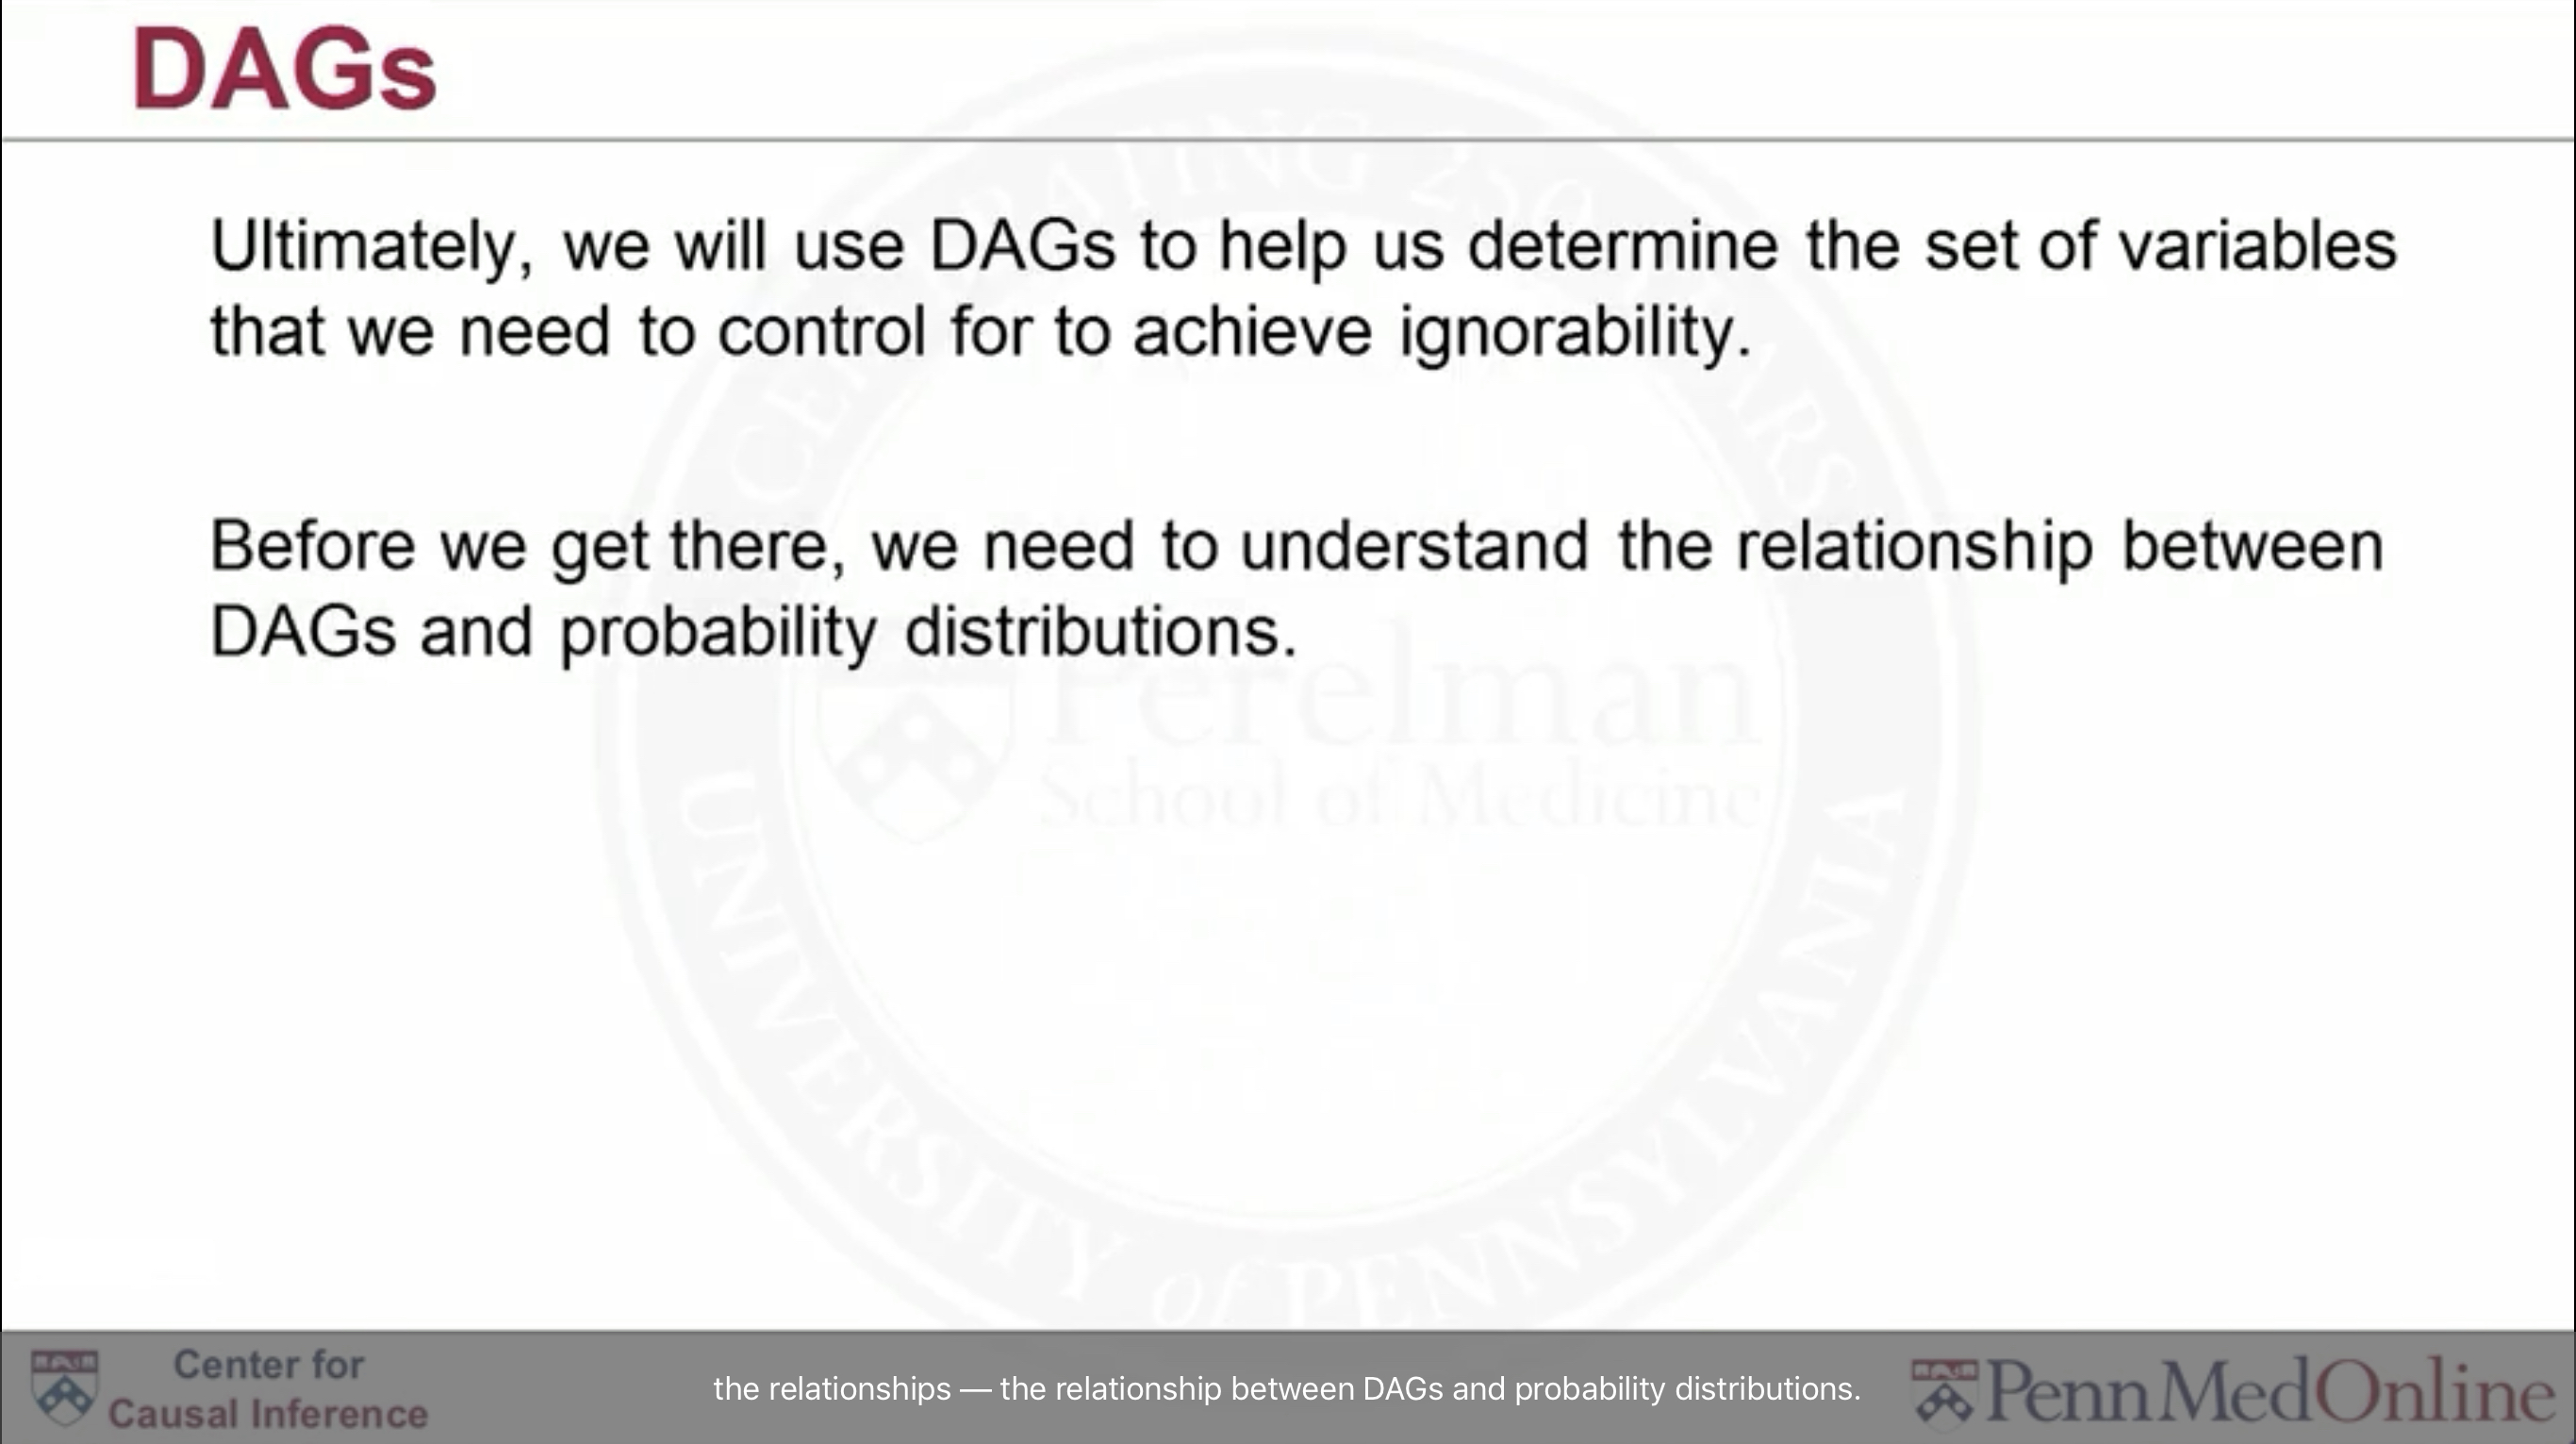 DAGs
Ultimately, we will use DAGs to help us determine the set of variables
that we need to control for to achieve ignorability.
Before we get there, we need to understand the relationship between
DAGs and probability distributions.
Perelman
School of Medicine
UNIVERSITY of PENNSYLVANIA
Center for
Causal Inference
the relationships — the relationship between DAGs and probability distributions.
PennMedOnline